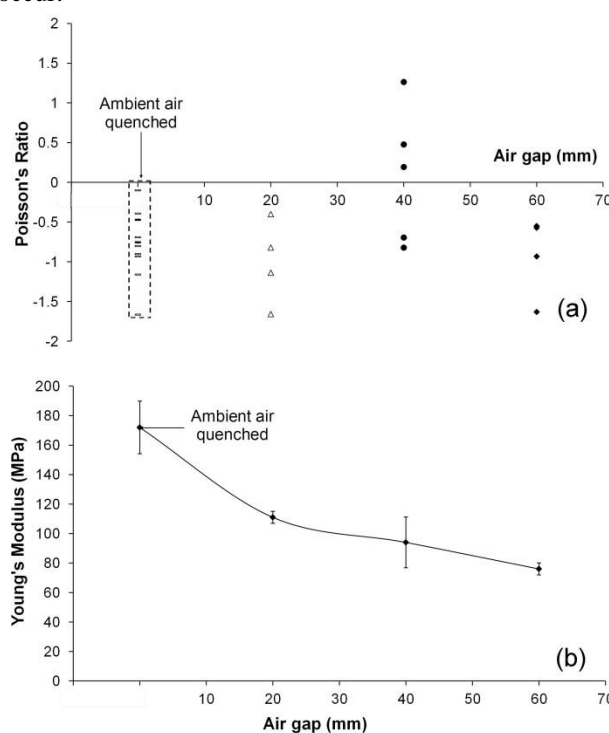 occur.
2
1.5
Ambient air
quenched
1
0.5
Air gap (mm)
0
10 20 30 40 50 60 70
-0.5
-1
-1.5
-2
Poisson's Ratio
(a)
200
180
Ambient air
quenched
160
140
120
100
80
60
40
20
0
Young's Modulus (MPa)
(b)
10 20 30 40 50 60 70
Air gap (mm)